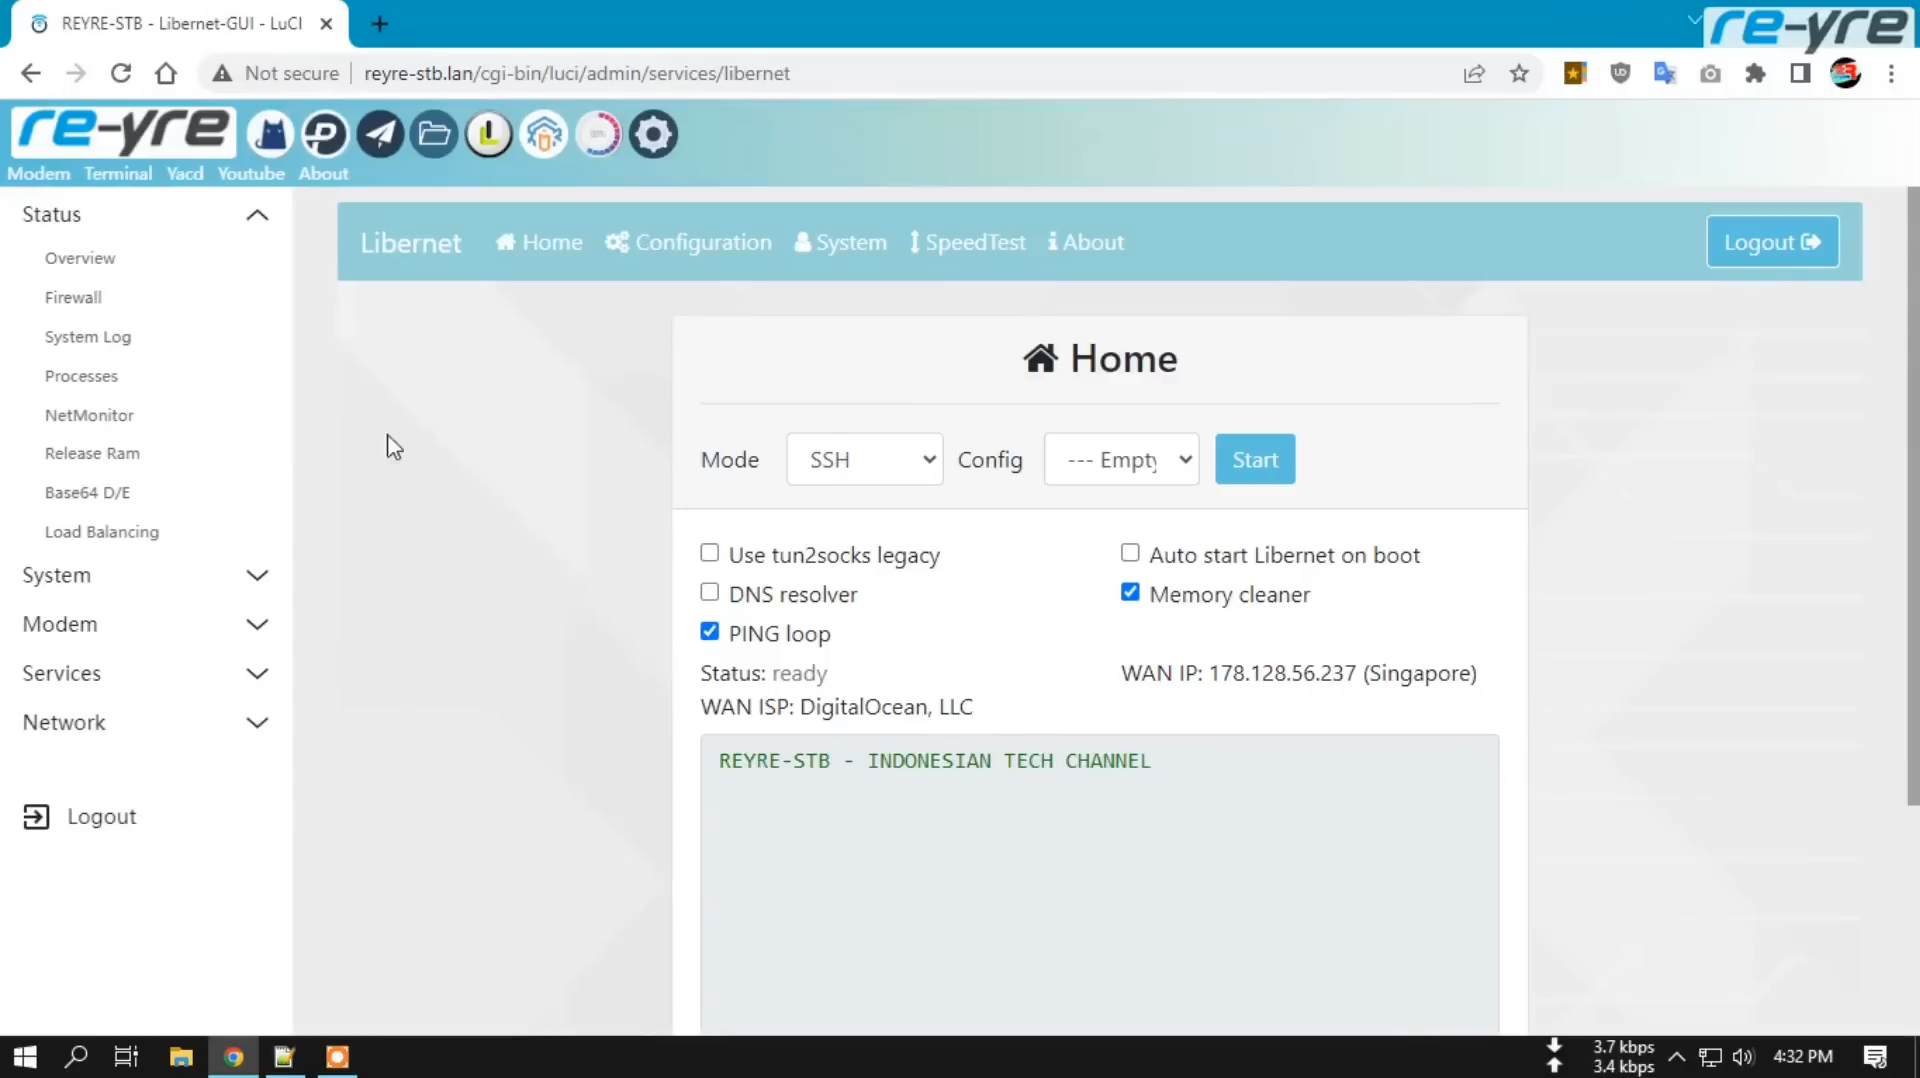 REYRE-STB - Libernet-GUI - LuCI
re-yre
Not secure
reyre-stb.lan/cgi-bin/luci/admin/services/libernet
re-yre
Modem Terminal Yacd Youtube About
Status
Overview
Firewall
System Log
Processes
NetMonitor
Release Ram
Base64 D/E
Load Balancing
System
Modem
Services
Network
Logout
Libernet Home Configuration System SpeedTest About
Logout
Home
Mode SSH Config --- Empty Start
Use tun2socks legacy
Auto start Libernet on boot
DNS resolver
Memory cleaner
PING loop
Status: ready
WAN IP: 178.128.56.237 (Singapore)
WAN ISP: DigitalOcean, LLC
REYRE-STB - INDONESIAN TECH CHANNEL
3.7 kbps
3.4 kbps
4:32 PM